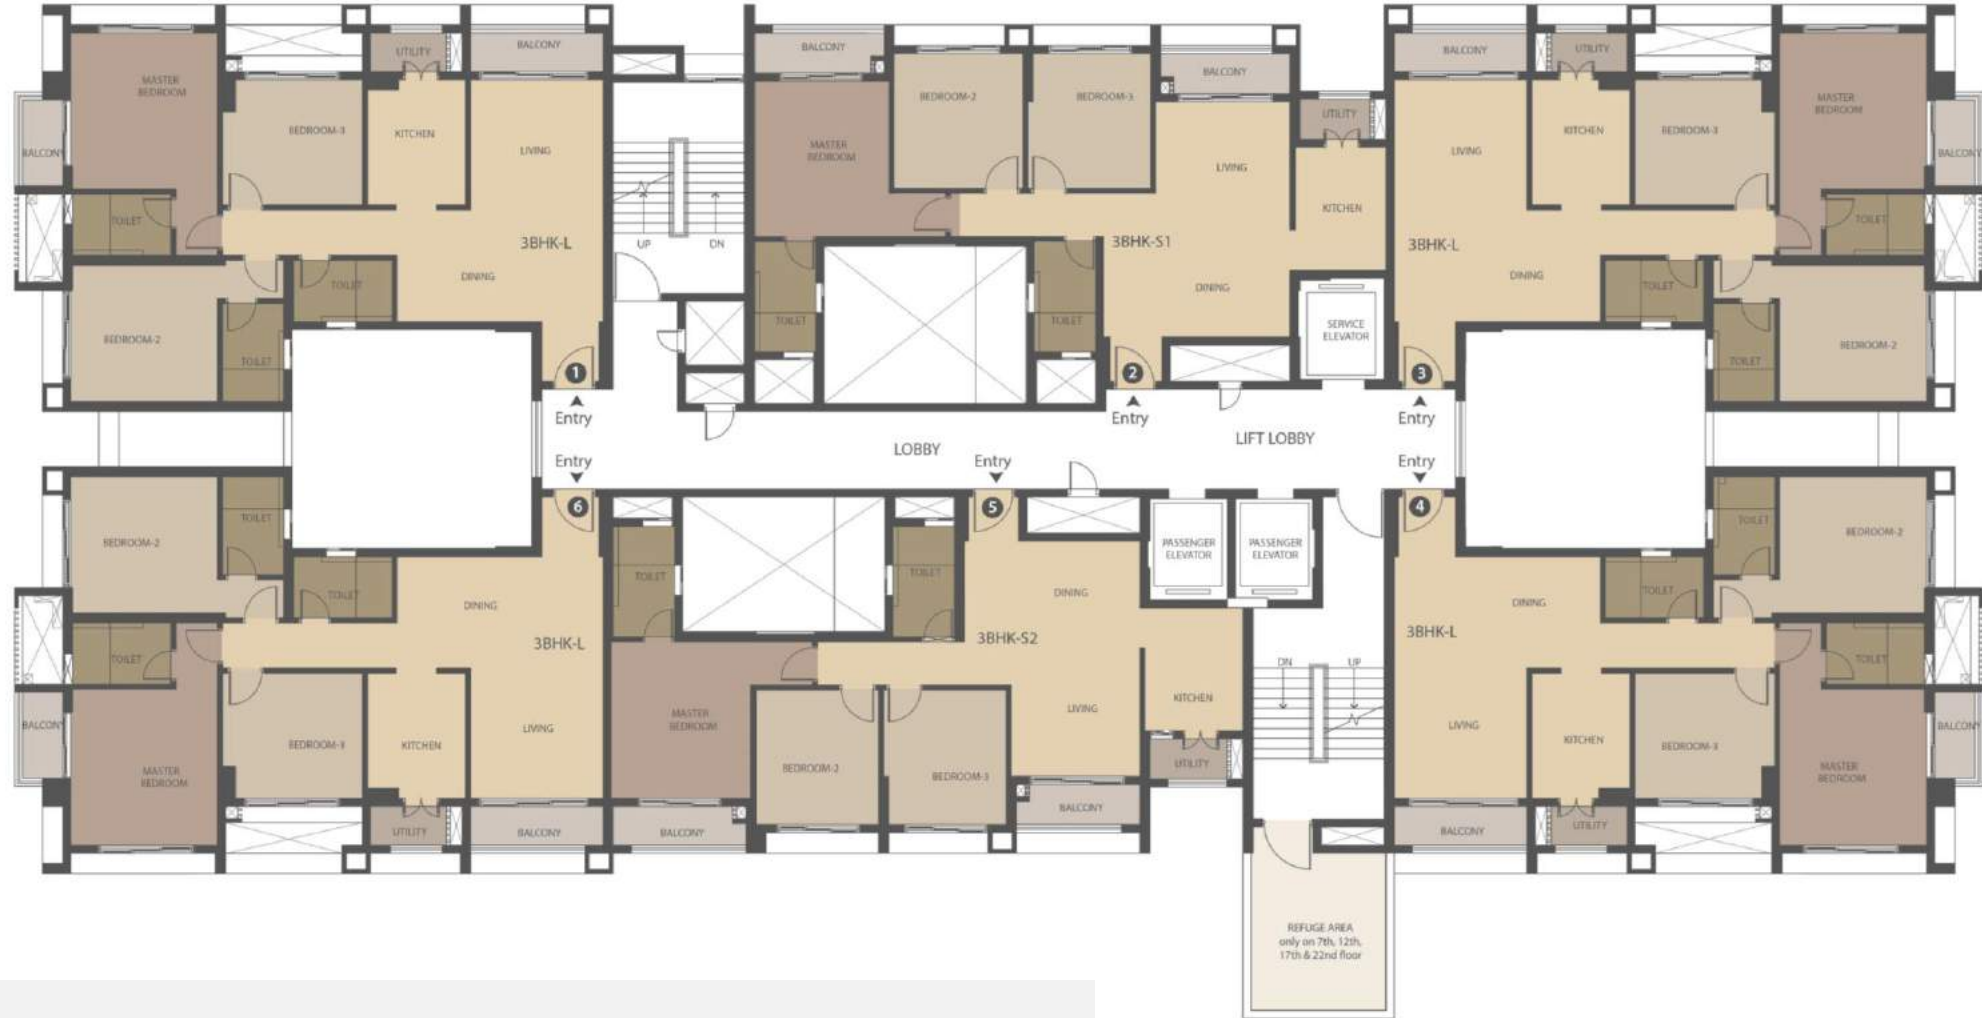 MASTER
BEDROOM
BALCONY
BEDROOM-3
UTILITY
KITCHEN
BALCONY
LIVING
3BHK-L
DINING
TOILET
TOILET
BEDROOM-2
TOILET
1
Entry
UP
DN
BALCONY
MASTER
BEDROOM
BEDROOM-2
BEDROOM-3
BALCONY
LIVING
UTILITY
KITCHEN
3BHK-S1
DINING
TOILET
TOILET
2
Entry
SERVICE
ELEVATOR
BALCONY
UTILITY
LIVING
KITCHEN
BEDROOM-3
MASTER
BEDROOM
BALCONY
3BHK-L
DINING
TOILET
TOILET
TOILET
BEDROOM-2
3
Entry
LOBBY
LIFT LOBBY
Entry
6
BEDROOM-2
TOILET
TOILET
DINING
3BHK-L
TOILET
BALCONY
MASTER
BEDROOM
BEDROOM-3
KITCHEN
LIVING
UTILITY
BALCONY
Entry
5
TOILET
TOILET
DINING
3BHK-S2
MASTER
BEDROOM
LIVING
KITCHEN
BEDROOM-2
BEDROOM-3
UTILITY
BALCONY
BALCONY
PASSENGER
ELEVATOR
PASSENGER
ELEVATOR
DN
UP
Entry
4
TOILET
BEDROOM-2
DINING
TOILET
3BHK-L
TOILET
LIVING
KITCHEN
BEDROOM-3
MASTER
BEDROOM
BALCONY
BALCONY
UTILITY
REFUGE AREA
only on 7th, 12th,
17th & 22nd floor